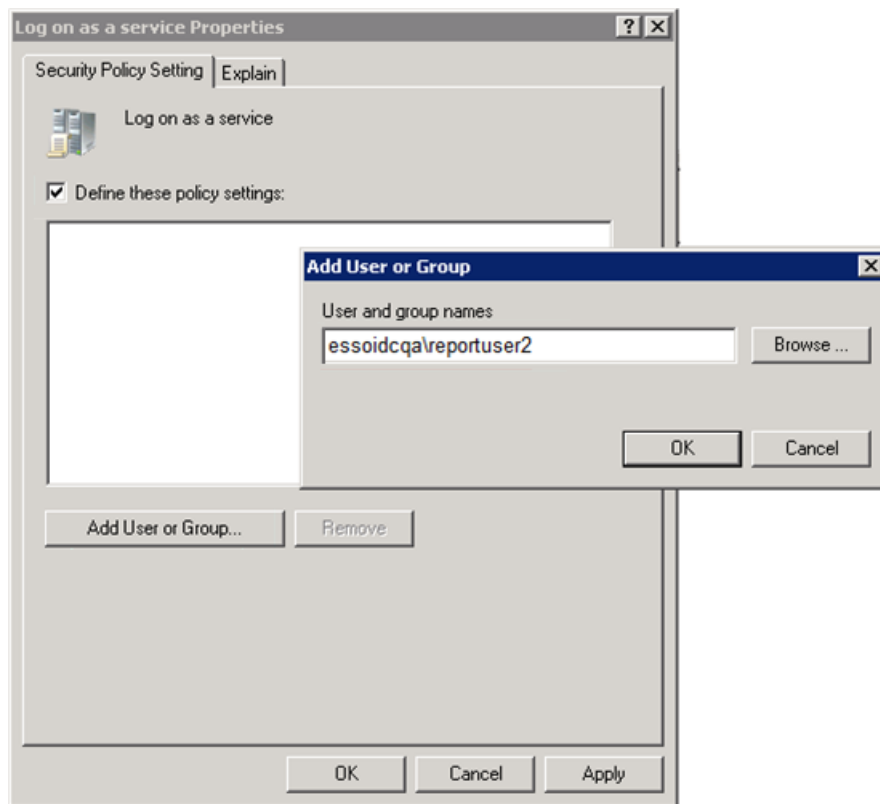 Log on as a service Properties
Security Policy Setting
Explain
Log on as a service
Define these policy settings:
Add User or Group
User and group names
essoidcqa\reportuser2
Browse ...
OK
Cancel
Add User or Group...
Remove
OK
Cancel
Apply